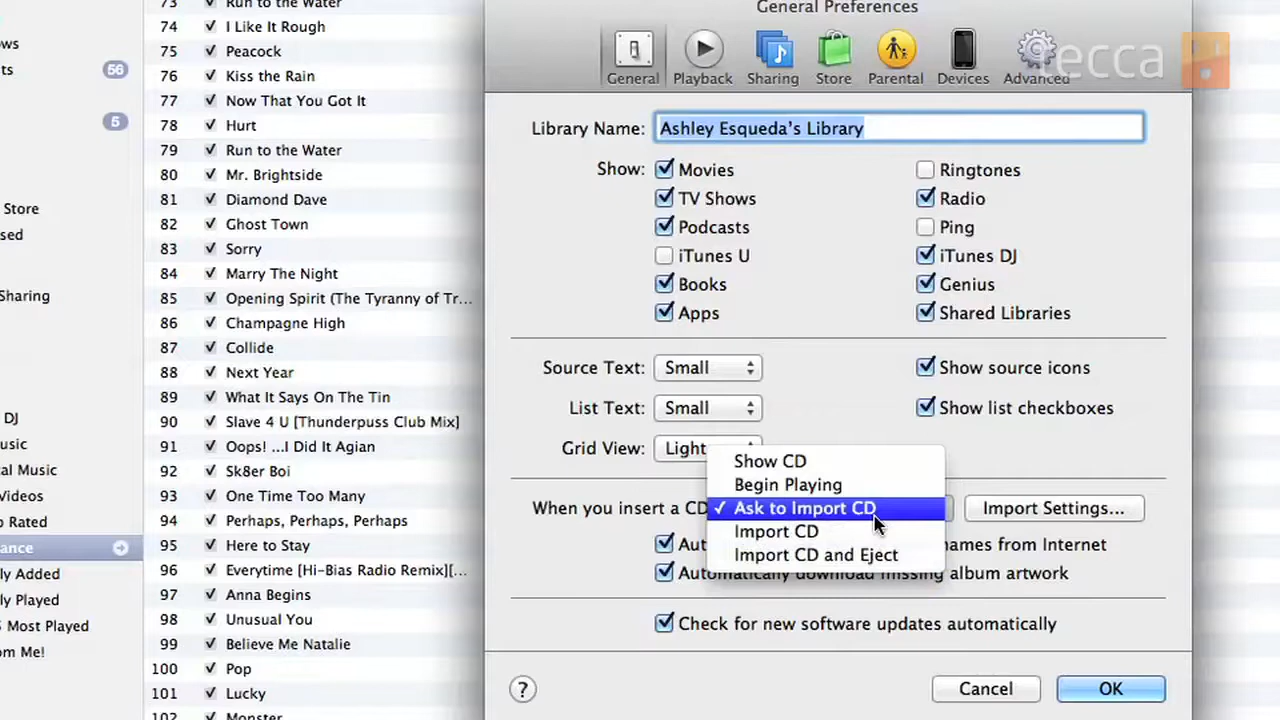 General Preferences
General
Playback
Sharing
Store
Parental
Devices
Advanced
ecca
Library Name: Ashley Esqueda's Library
Show:
Movies
Ringtones
TV Shows
Radio
Podcasts
Ping
iTunes U
iTunes DJ
Books
Genius
Apps
Shared Libraries
Source Text: Small
Show source icons
List Text: Small
Show list checkboxes
Grid View: Light
Show CD
Begin Playing
When you insert a CD
✓ Ask to Import CD
Import Settings...
Import CD
Import CD and Eject
names from Internet
Automatically download missing album artwork
Check for new software updates automatically
?
Cancel
OK
73 Run to the Water
74 I Like It Rough
75 Peacock
76 Kiss the Rain
77 Now That You Got It
78 Hurt
79 Run to the Water
80 Mr. Brightside
81 Diamond Dave
82 Ghost Town
83 Sorry
84 Marry The Night
85 Opening Spirit (The Tyranny of Tr...
86 Champagne High
87 Collide
88 Next Year
89 What It Says On The Tin
90 Slave 4 U [Thunderpuss Club Mix]
91 Oops! ...I Did It Agian
92 Sk8er Boi
93 One Time Too Many
94 Perhaps, Perhaps, Perhaps
95 Here to Stay
96 Everytime [Hi-Bias Radio Remix][...
97 Anna Begins
98 Unusual You
99 Believe Me Natalie
100 Pop
101 Lucky
102 Monster
ws
ts 56
5
Store
sed
Sharing
DJ
usic
al Music
Videos
p Rated
ance
ly Added
ly Played
s Most Played
om Me!